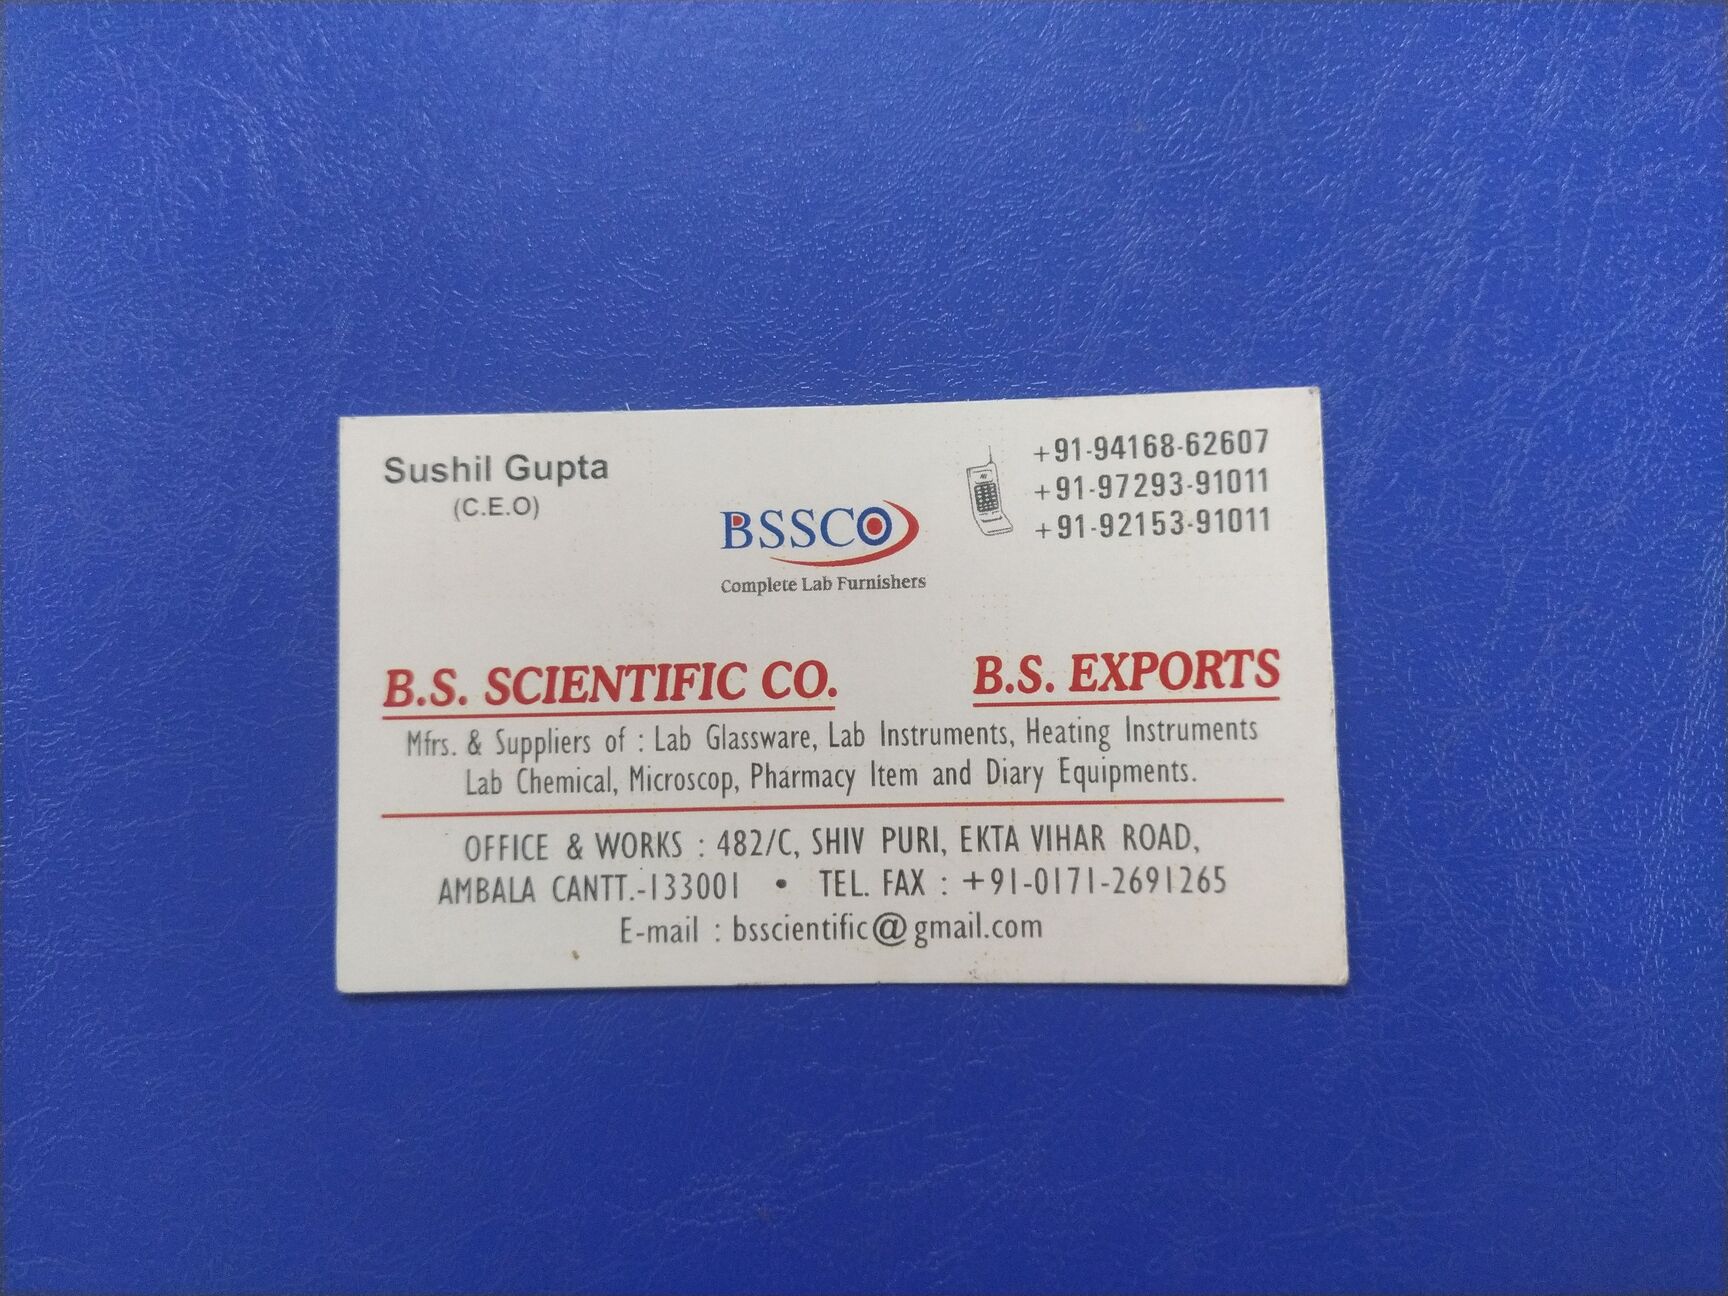 Sushil Gupta
(C.E.O)
+91-94168-62607
+91-97293-91011
+91-92153-91011
BSSCO
Complete Lab Furnishers
B.S. SCIENTIFIC CO.
B.S. EXPORTS
Mfrs. & Suppliers of : Lab Glassware, Lab Instruments, Heating Instruments
Lab Chemical, Microscop, Pharmacy Item and Diary Equipments.
OFFICE & WORKS : 482/C, SHIV PURI, EKTA VIHAR ROAD,
AMBALA CANTT.-133001 • TEL. FAX : +91-0171-2691265
E-mail : bsscientific@gmail.com